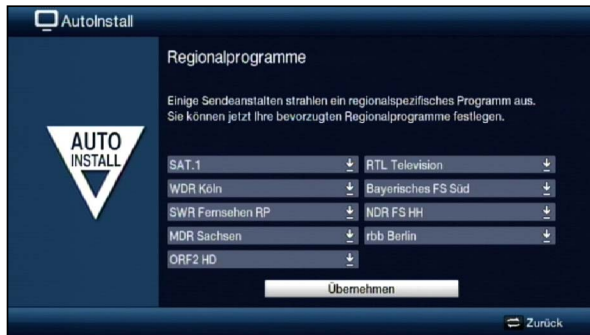 AutoInstall
Regionalprogramme
Einige Sendeanstalten strahlen ein regionalspezifisches Programm aus.
Sie können jetzt Ihre bevorzugten Regionalprogramme festlegen.
AUTO
INSTALL
SAT.1
RTL Television
WDR Köln
Bayerisches FS Süd
SWR Fernsehen RP
NDR FS HH
MDR Sachsen
rbb Berlin
ORF2 HD
Übernehmen
Zurück